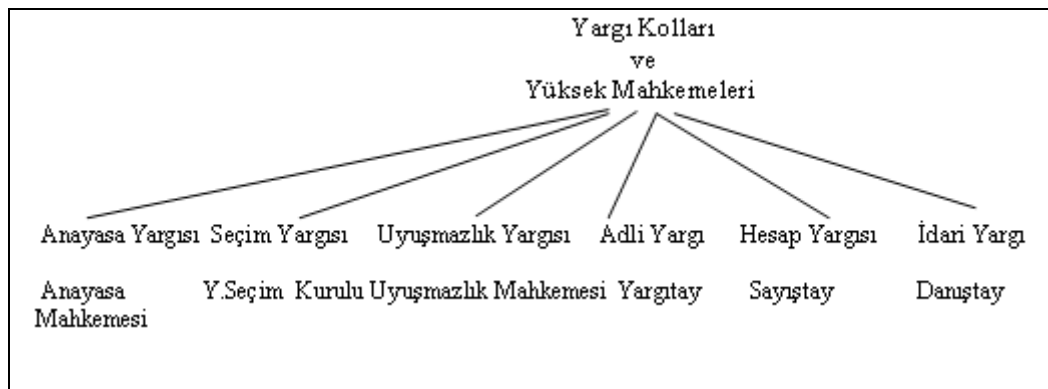 Yargı Kolları
ve
Yüksek Mahkemeleri
Anayasa Yargısı Seçim Yargısı Uyuşmazlık Yargısı Adli Yargı Hesap Yargısı İdari Yargı
Anayasa Y.Seçim Kurulu Uyuşmazlık Mahkemesi Yargıtay Sayıştay Danıştay
Mahkemesi